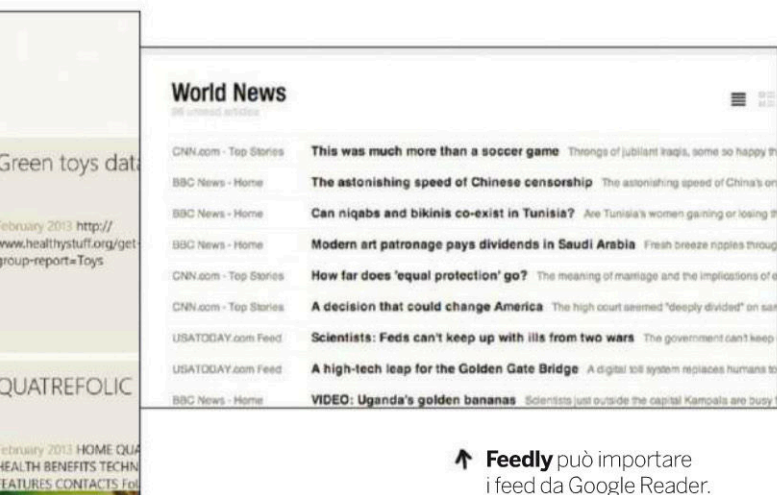 Green toys data
February 2013 http://
www.healthystuff.org/get-
group-report=Toys
QUATREFOLIC
February 2013 HOME QUA
HEALTH BENEFITS TECHN
FEATURES CONTACTS Fol
World News
96 unread articles
CNN.com - Top Stories This was much more than a soccer game Throngs of jubilant Iraqis, some so happy th
BBC News - Home The astonishing speed of Chinese censorship The astonishing speed of China's on
BBC News - Home Can niqabs and bikinis co-exist in Tunisia? Are Tunisia's women gaining or losing th
BBC News - Home Modern art patronage pays dividends in Saudi Arabia Fresh breeze ripples throug
CNN.com - Top Stories How far does 'equal protection' go? The meaning of marriage and the implications of e
CNN.com - Top Stories A decision that could change America The high court seemed "deeply divided" on sam
USATODAY.com Feed Scientists: Feds can't keep up with ills from two wars The government can't keep
USATODAY.com Feed A high-tech leap for the Golden Gate Bridge A digital toll system replaces humans to
BBC News - Home VIDEO: Uganda's golden bananas Scientists just outside the capital Kampala are busy t
Feedly può importare
i feed da Google Reader.